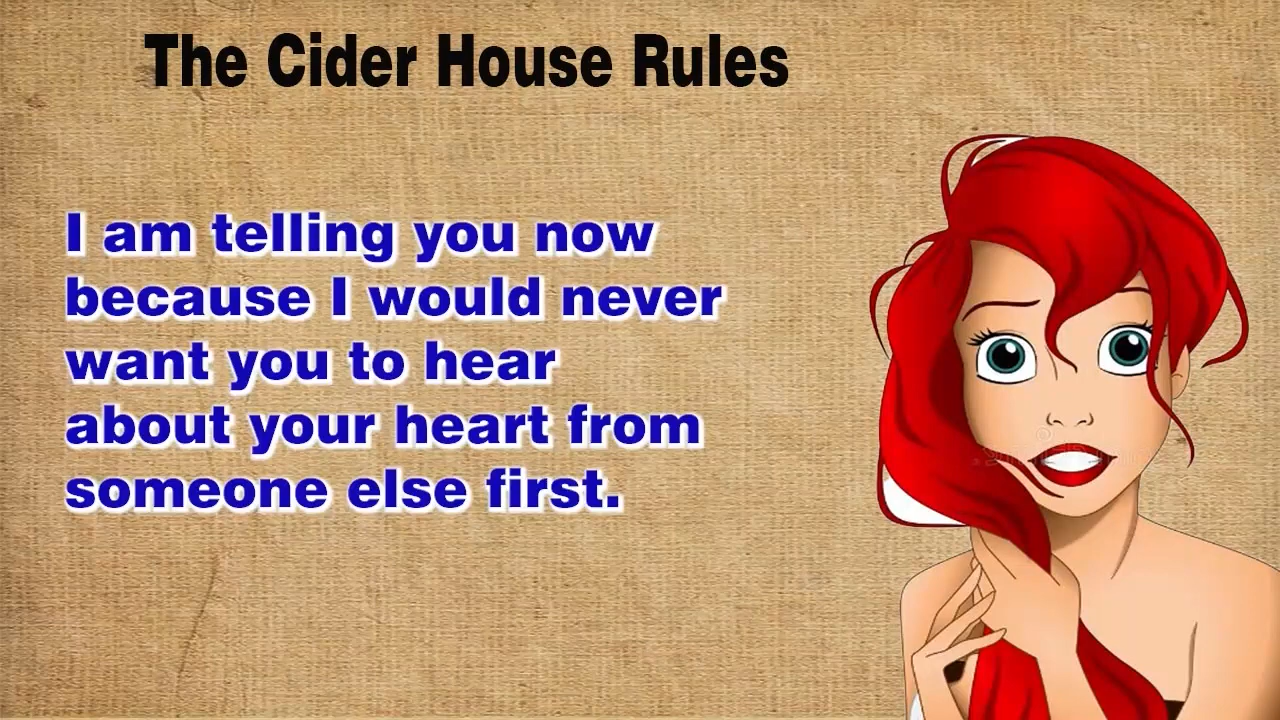 The Cider House Rules
I am telling you now
because I would never
want you to hear
about your heart from
someone else first.